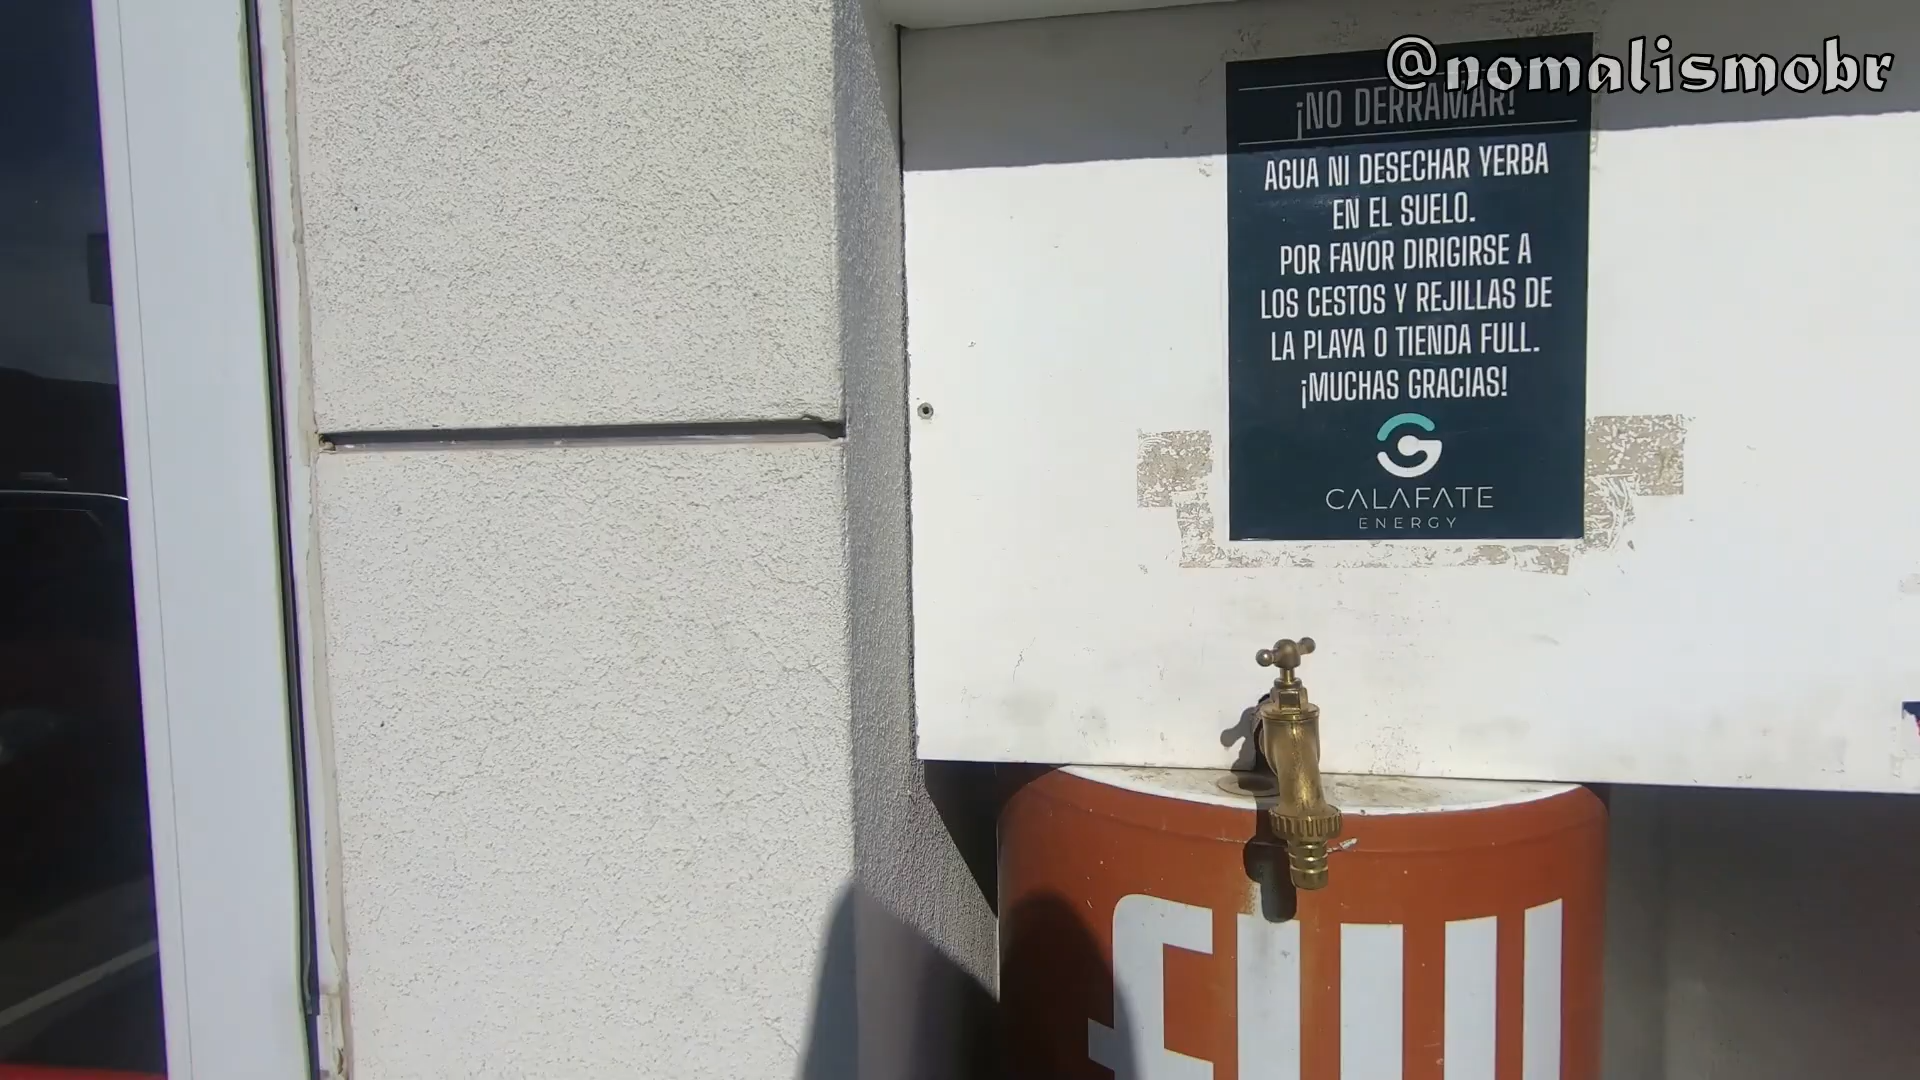 @nomalismobr
¡NO DERRAMAR!
AGUA NI DESECHAR YERBA
EN EL SUELO.
POR FAVOR DIRIGIRSE A
LOS CESTOS Y REJILLAS DE
LA PLAYA O TIENDA FULL.
¡MUCHAS GRACIAS!
CALAFATE
ENERGY
FULL